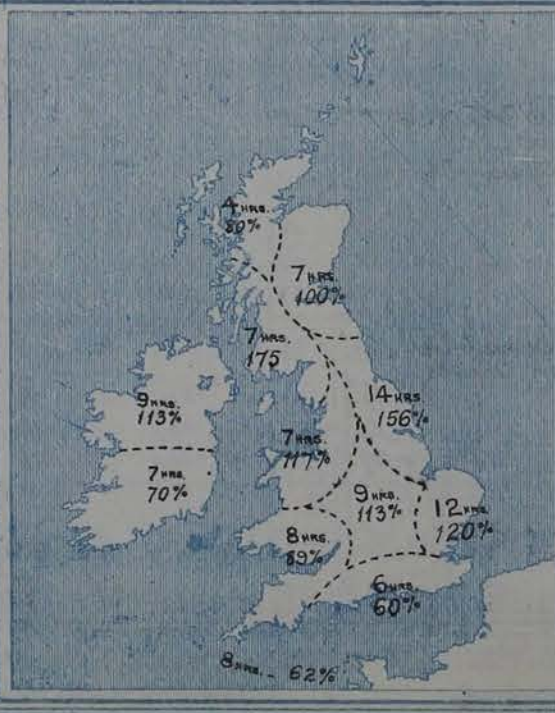 4 HRS.
80%
7 HRS.
100%
7 HRS.
175
9 HRS.
113%
14 HRS.
156%
7 HRS.
117%
7 HRS.
70%
9 HRS.
113%
12 HRS.
120%
8 HRS.
89%
6 HRS.
60%
8 HRS. - 62%